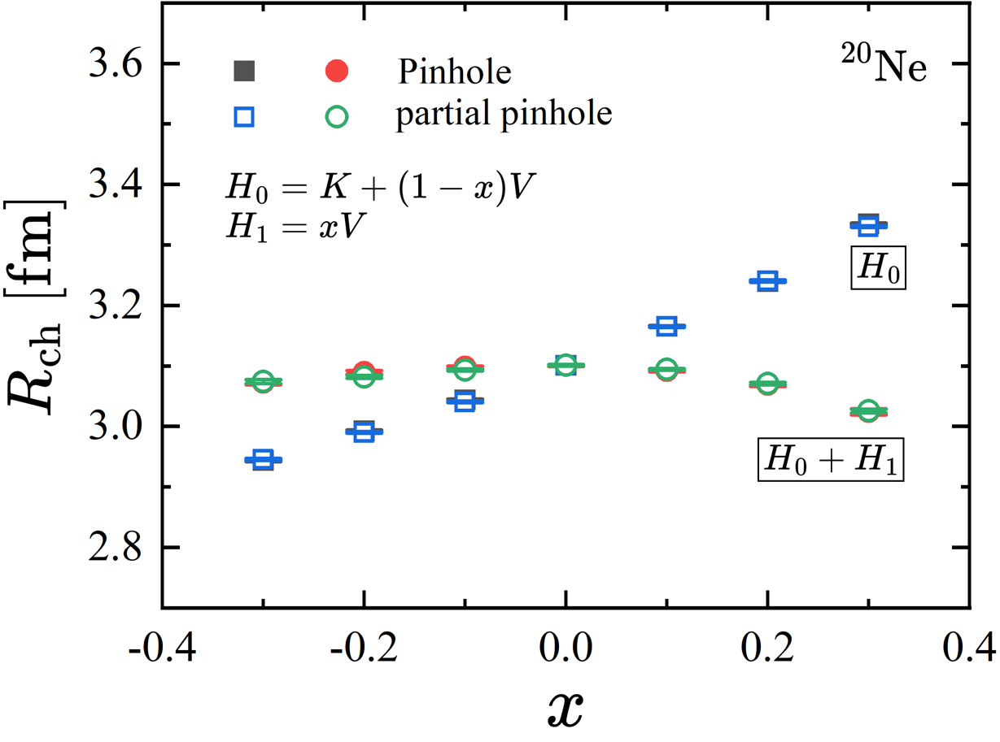 ²⁰Ne
Pinhole
partial pinhole
H₀ = K + (1 − x)V
H₁ = xV
H₀
H₀ + H₁
R_ch [fm]
3.6
3.4
3.2
3.0
2.8
-0.4 -0.2 0.0 0.2 0.4
x